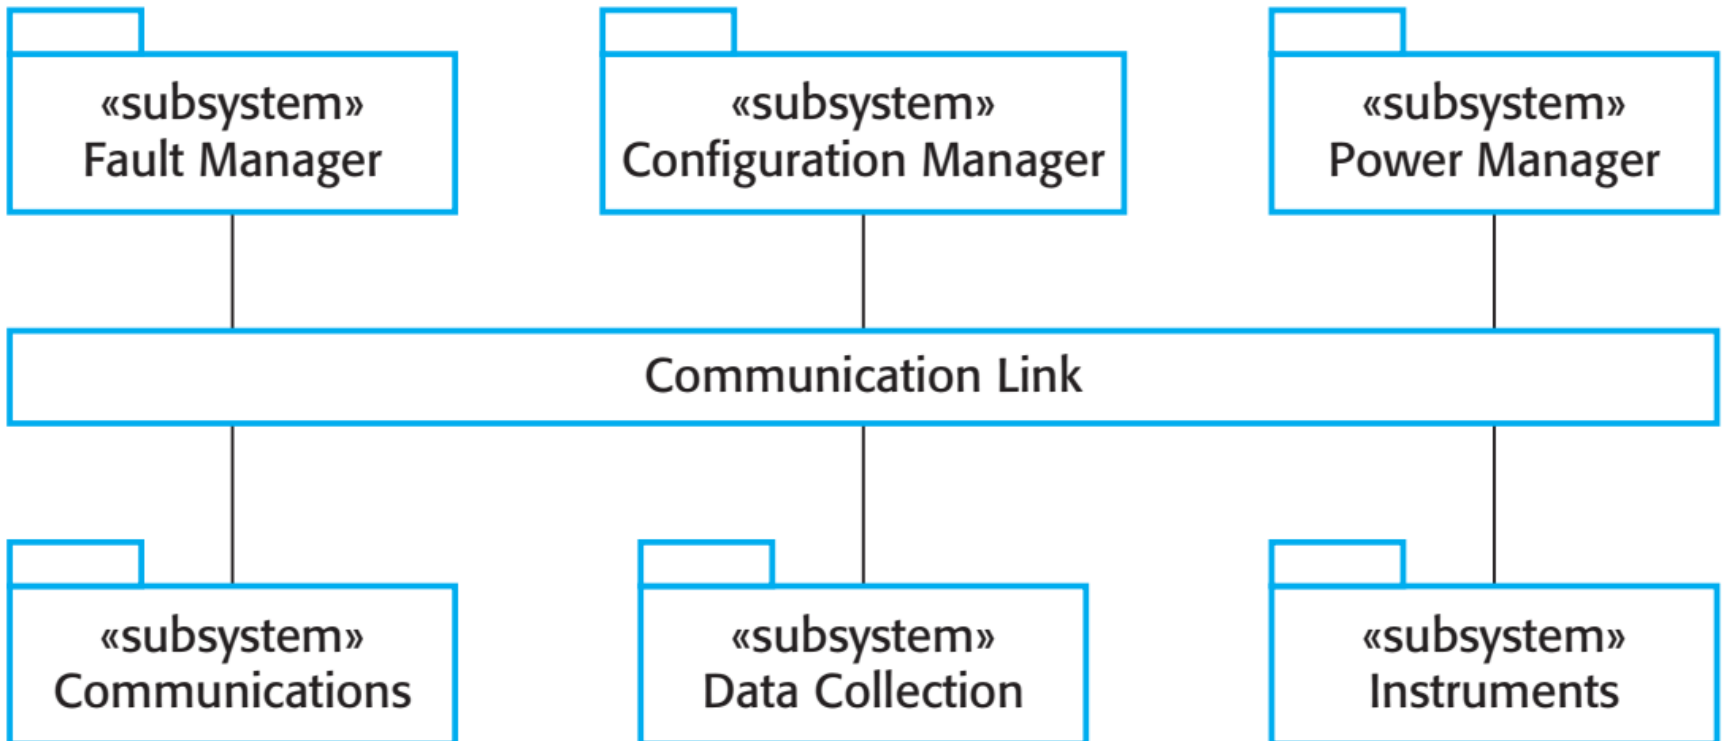 «subsystem»
Fault Manager
«subsystem»
Configuration Manager
«subsystem»
Power Manager
Communication Link
«subsystem»
Communications
«subsystem»
Data Collection
«subsystem»
Instruments